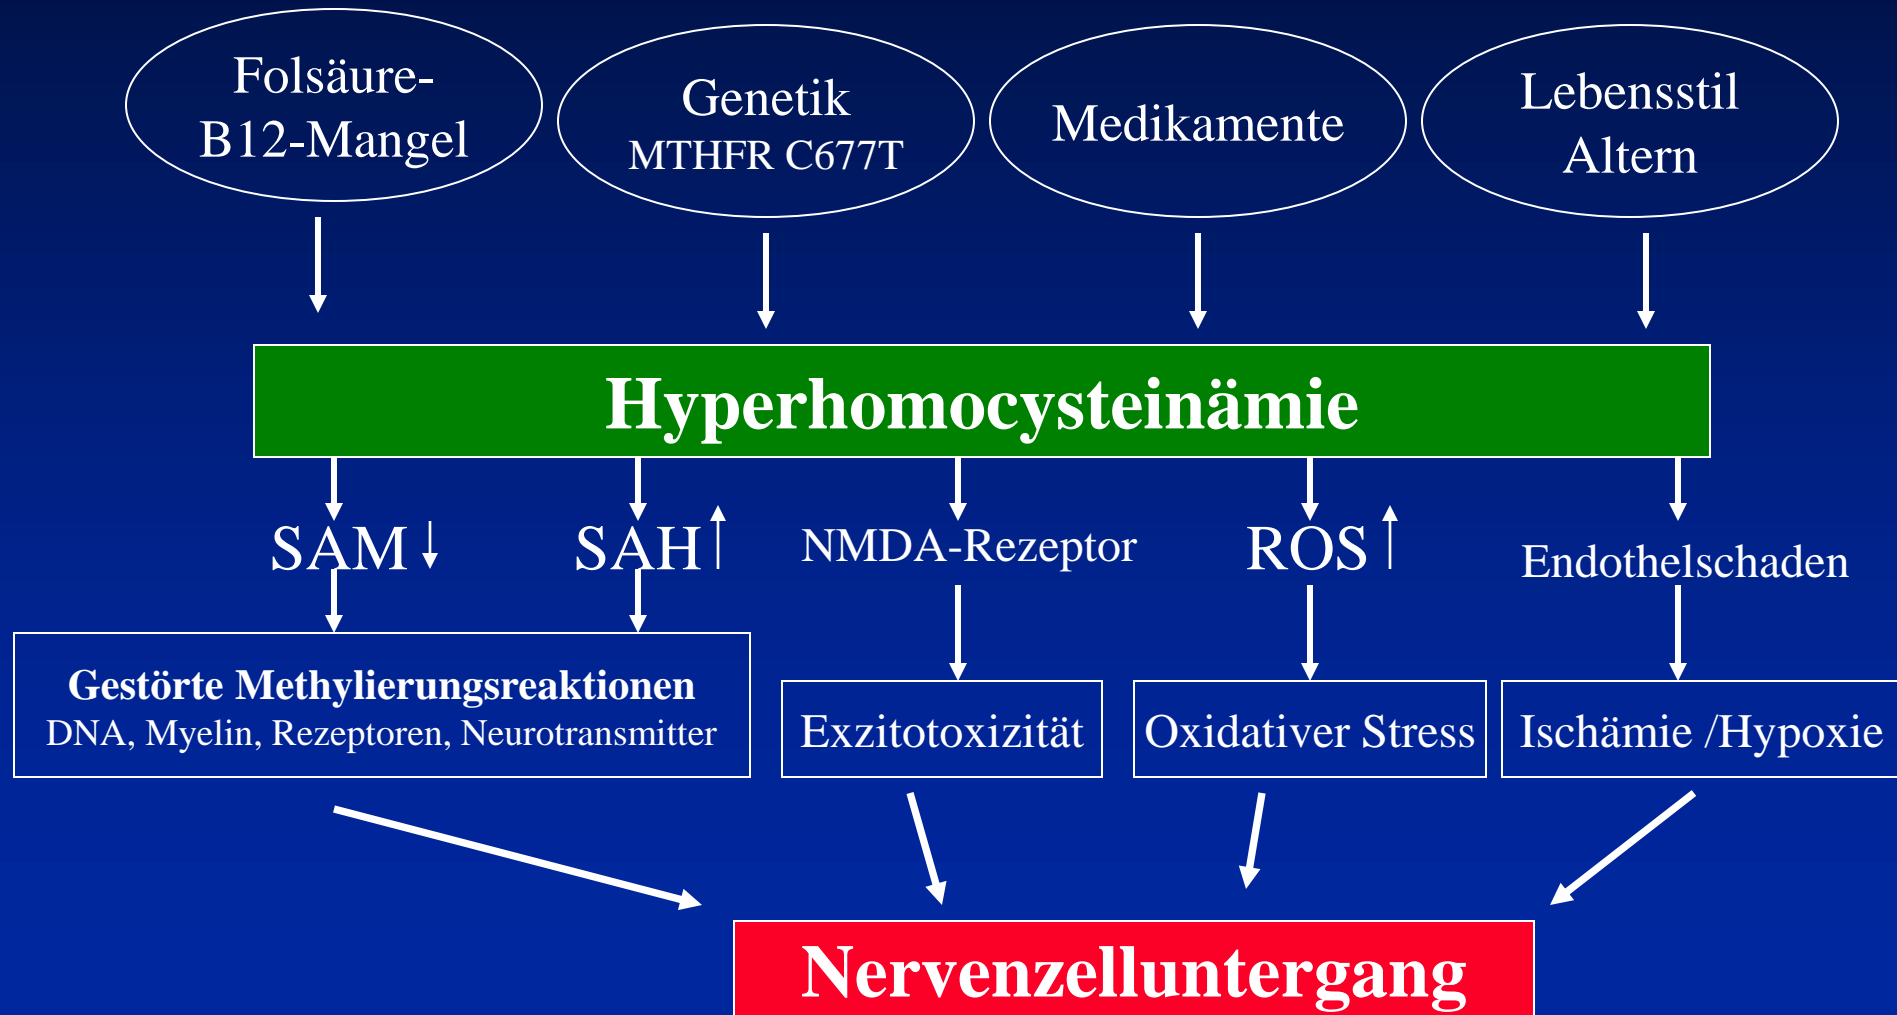 Folsäure-
B12-Mangel
Genetik
MTHFR C677T
Medikamente
Lebensstil
Altern
Hyperhomocysteinämie
SAM
SAH
NMDA-Rezeptor
ROS
Endothelschaden
Gestörte Methylierungsreaktionen
DNA, Myelin, Rezeptoren, Neurotransmitter
Exzitotoxizität
Oxidativer Stress
Ischämie /Hypoxie
Nervenzelluntergang